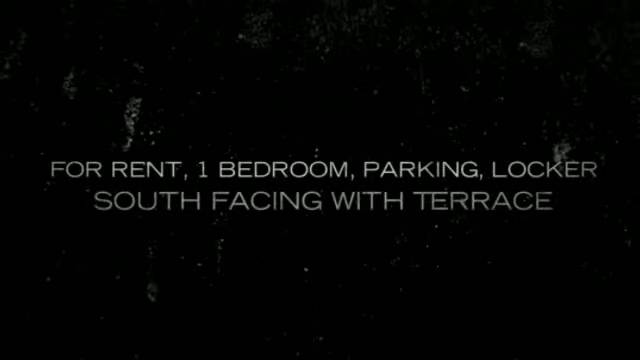 FOR RENT, 1 BEDROOM, PARKING, LOCKER
SOUTH FACING WITH TERRACE